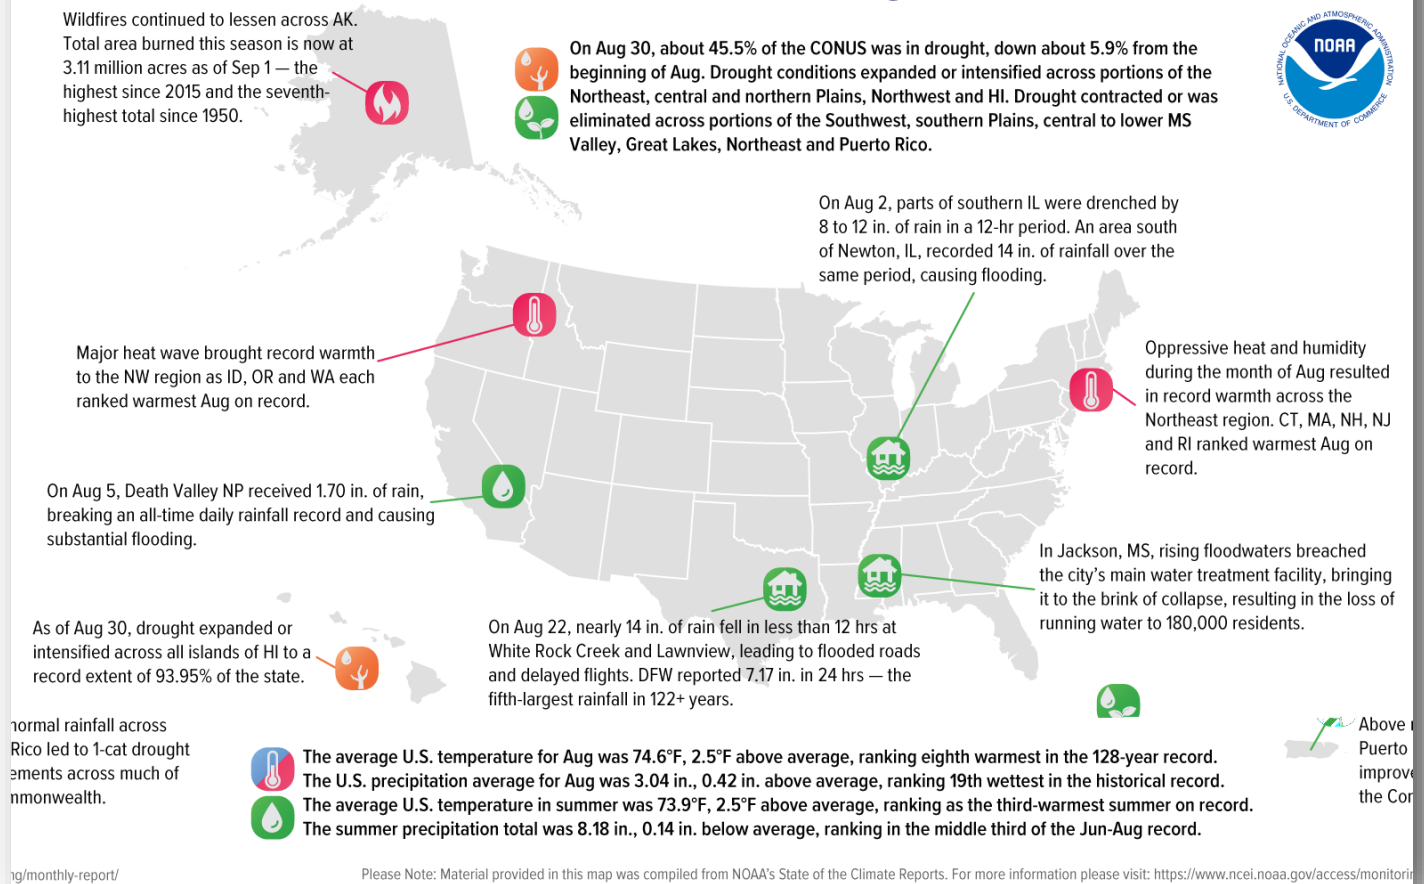 Wildfires continued to lessen across AK.
Total area burned this season is now at
3.11 million acres as of Sep 1 — the
highest since 2015 and the seventh-
highest total since 1950.
On Aug 30, about 45.5% of the CONUS was in drought, down about 5.9% from the
beginning of Aug. Drought conditions expanded or intensified across portions of the
Northeast, central and northern Plains, Northwest and HI. Drought contracted or was
eliminated across portions of the Southwest, southern Plains, central to lower MS
Valley, Great Lakes, Northeast and Puerto Rico.
NATIONAL OCEANIC AND ATMOSPHERIC ADMINISTRATION
NOAA
U.S. DEPARTMENT OF COMMERCE
On Aug 2, parts of southern IL were drenched by
8 to 12 in. of rain in a 12-hr period. An area south
of Newton, IL, recorded 14 in. of rainfall over the
same period, causing flooding.
Major heat wave brought record warmth
to the NW region as ID, OR and WA each
ranked warmest Aug on record.
Oppressive heat and humidity
during the month of Aug resulted
in record warmth across the
Northeast region. CT, MA, NH, NJ
and RI ranked warmest Aug on
record.
On Aug 5, Death Valley NP received 1.70 in. of rain,
breaking an all-time daily rainfall record and causing
substantial flooding.
In Jackson, MS, rising floodwaters breached
the city's main water treatment facility, bringing
it to the brink of collapse, resulting in the loss of
running water to 180,000 residents.
As of Aug 30, drought expanded or
intensified across all islands of HI to a
record extent of 93.95% of the state.
On Aug 22, nearly 14 in. of rain fell in less than 12 hrs at
White Rock Creek and Lawnview, leading to flooded roads
and delayed flights. DFW reported 7.17 in. in 24 hrs — the
fifth-largest rainfall in 122+ years.
normal rainfall across
Rico led to 1-cat drought
ements across much of
mmonwealth.
Above
Puerto
improve
the Cor
The average U.S. temperature for Aug was 74.6°F, 2.5°F above average, ranking eighth warmest in the 128-year record.
The U.S. precipitation average for Aug was 3.04 in., 0.42 in. above average, ranking 19th wettest in the historical record.
The average U.S. temperature in summer was 73.9°F, 2.5°F above average, ranking as the third-warmest summer on record.
The summer precipitation total was 8.18 in., 0.14 in. below average, ranking in the middle third of the Jun-Aug record.
ng/monthly-report/
Please Note: Material provided in this map was compiled from NOAA's State of the Climate Reports. For more information please visit: https://www.ncei.noaa.gov/access/monitorin